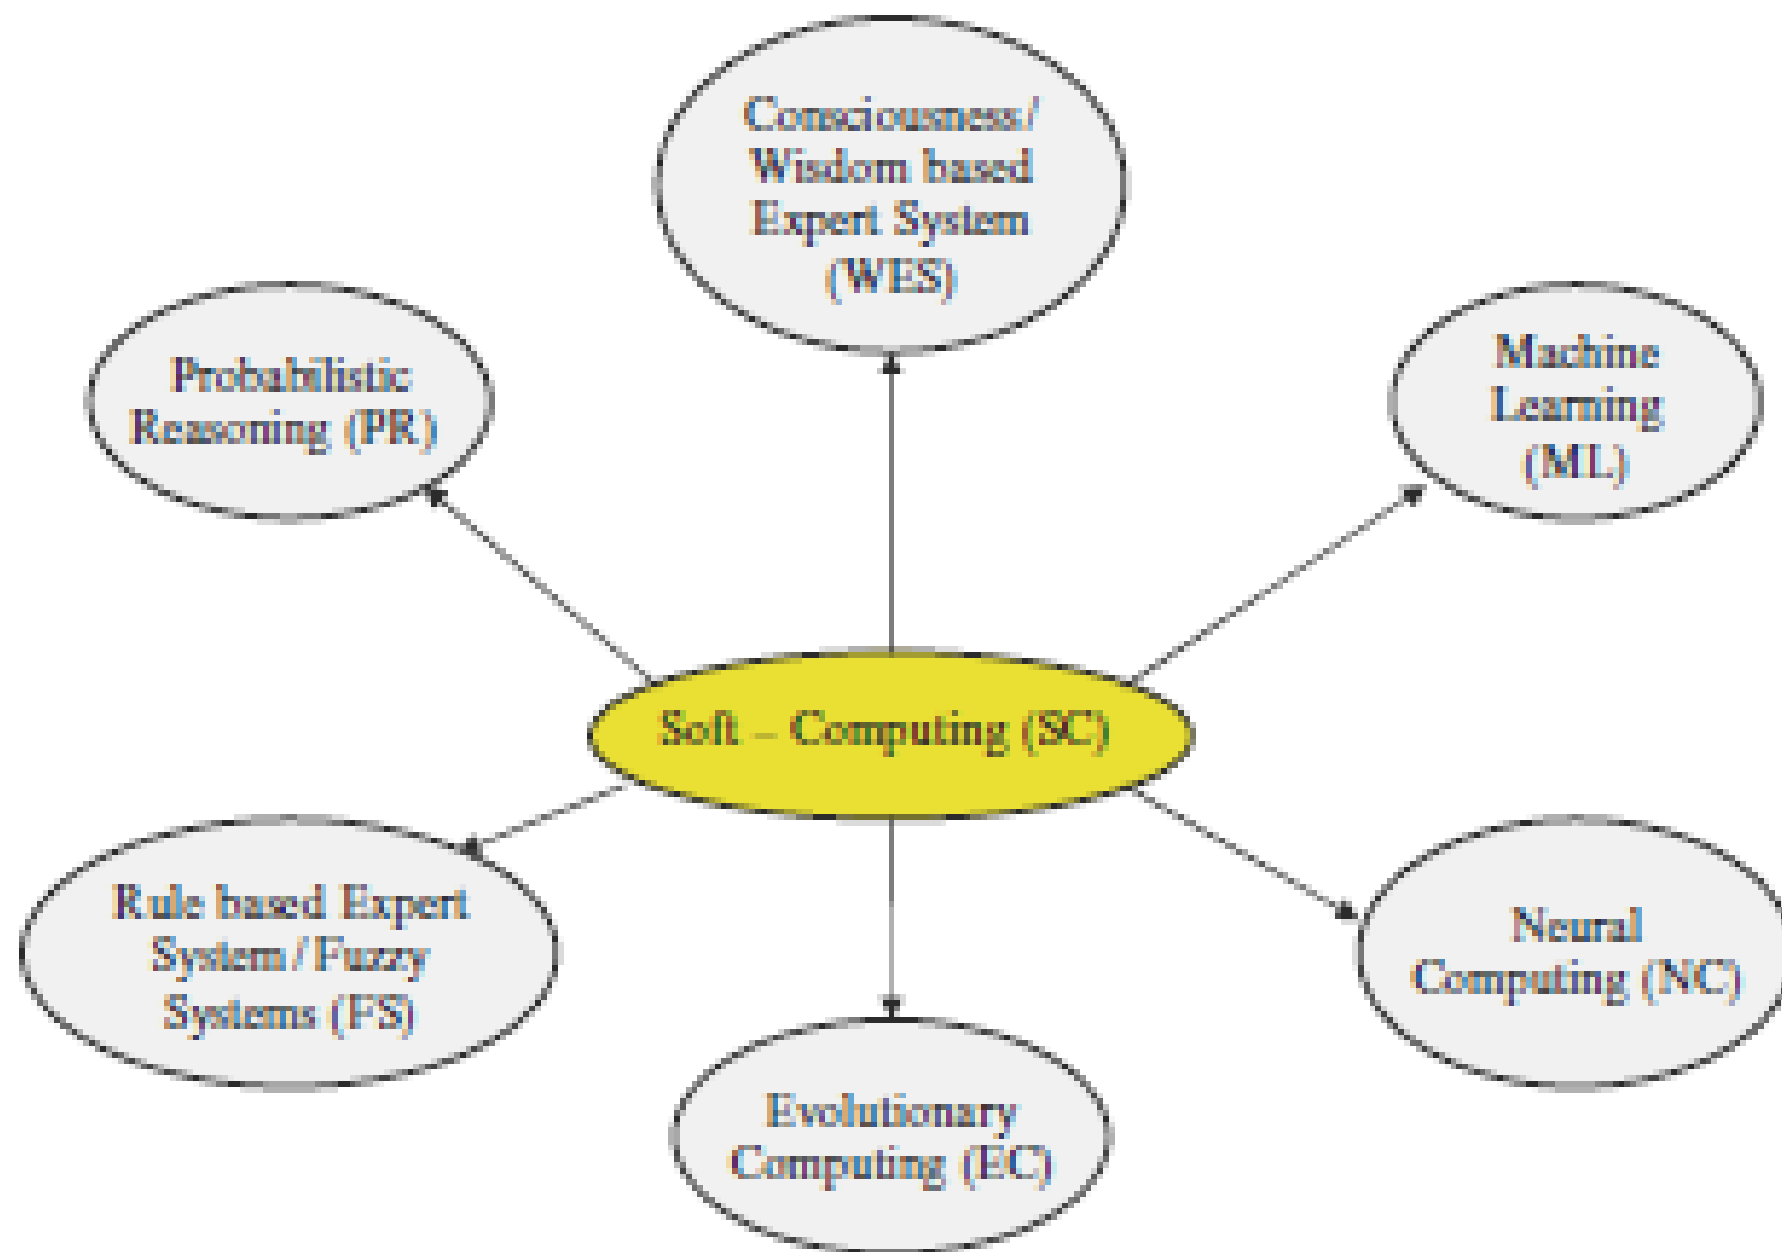 Consciousness/
Wisdom based
Expert System
(WES)
Probabilistic
Reasoning (PR)
Machine
Learning
(ML)
Soft – Computing (SC)
Rule based Expert
System / Fuzzy
Systems (FS)
Neural
Computing (NC)
Evolutionary
Computing (EC)